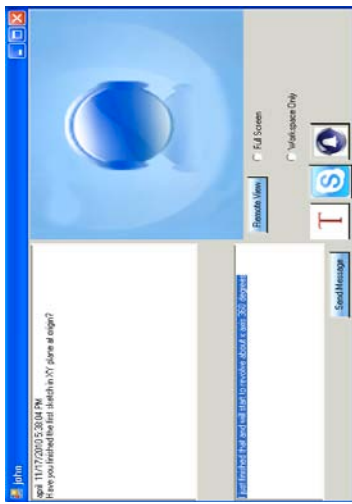 john
april 11/17/2010 5:38:04 PM
Have you finished the first sketch in XY plane at origin?
just finished that and will start to revolve about x axis 360 degrees
Send Message
Remote View
Full Screen
Workspace Only
T
S